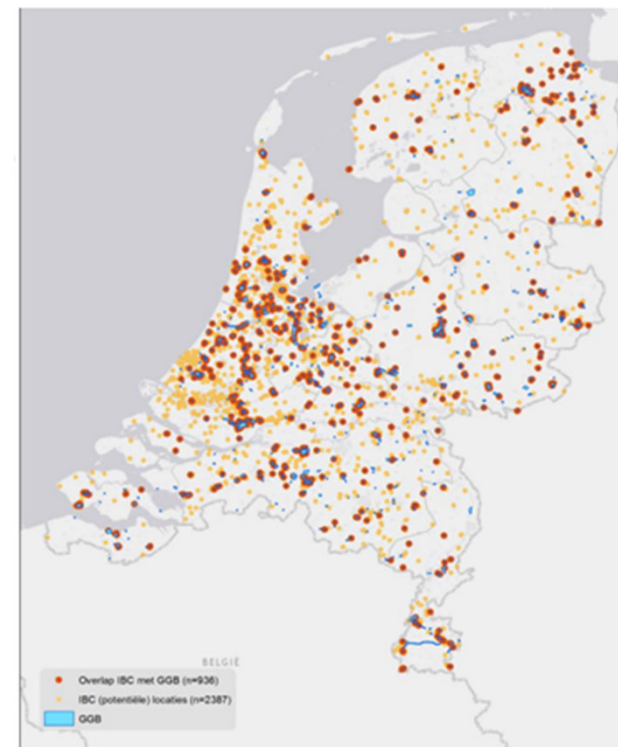 BELGIË
Overlap IBC met GGB (n=936)
IBC (potentiële) locaties (n=2387)
GGB